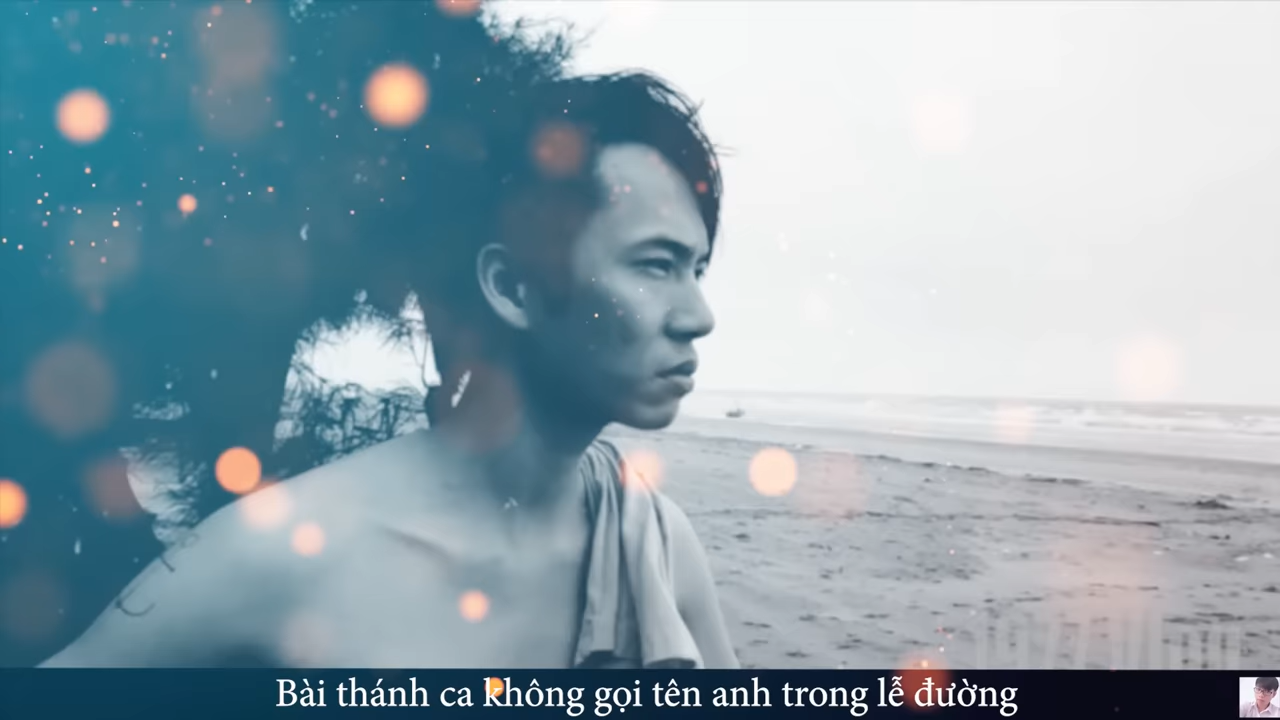 Bài thánh ca không gọi tên anh trong lễ đường